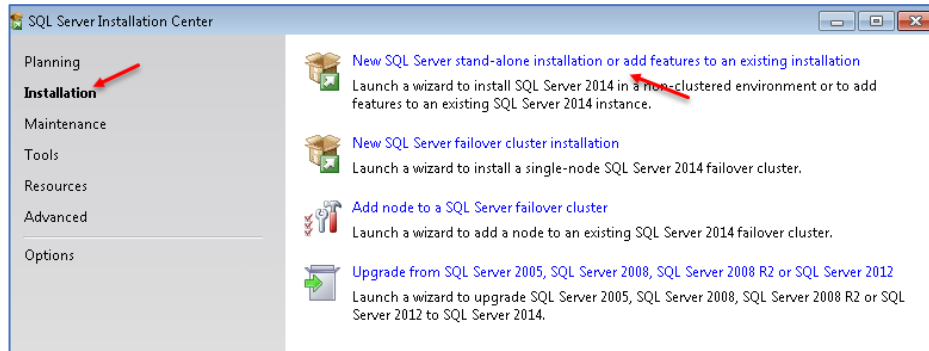 SQL Server Installation Center
Planning
Installation
Maintenance
Tools
Resources
Advanced
Options
New SQL Server stand-alone installation or add features to an existing installation
Launch a wizard to install SQL Server 2014 in a non-clustered environment or to add
features to an existing SQL Server 2014 instance.
New SQL Server failover cluster installation
Launch a wizard to install a single-node SQL Server 2014 failover cluster.
Add node to a SQL Server failover cluster
Launch a wizard to add a node to an existing SQL Server 2014 failover cluster.
Upgrade from SQL Server 2005, SQL Server 2008, SQL Server 2008 R2 or SQL Server 2012
Launch a wizard to upgrade SQL Server 2005, SQL Server 2008, SQL Server 2008 R2 or SQL
Server 2012 to SQL Server 2014.